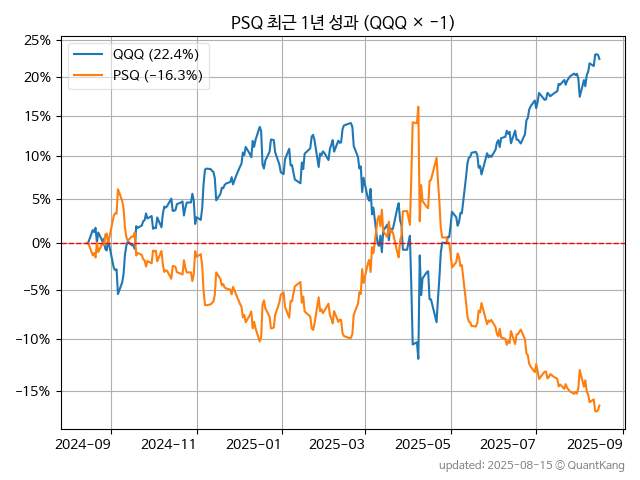 PSQ 최근 1년 성과 (QQQ × −1)
QQQ (22.4%)
PSQ (−16.3%)
25%
20%
15%
10%
5%
0%
−5%
−10%
−15%
2024-09 2024-11 2025-01 2025-03 2025-05 2025-07 2025-09
updated: 2025-08-15 © QuantKang